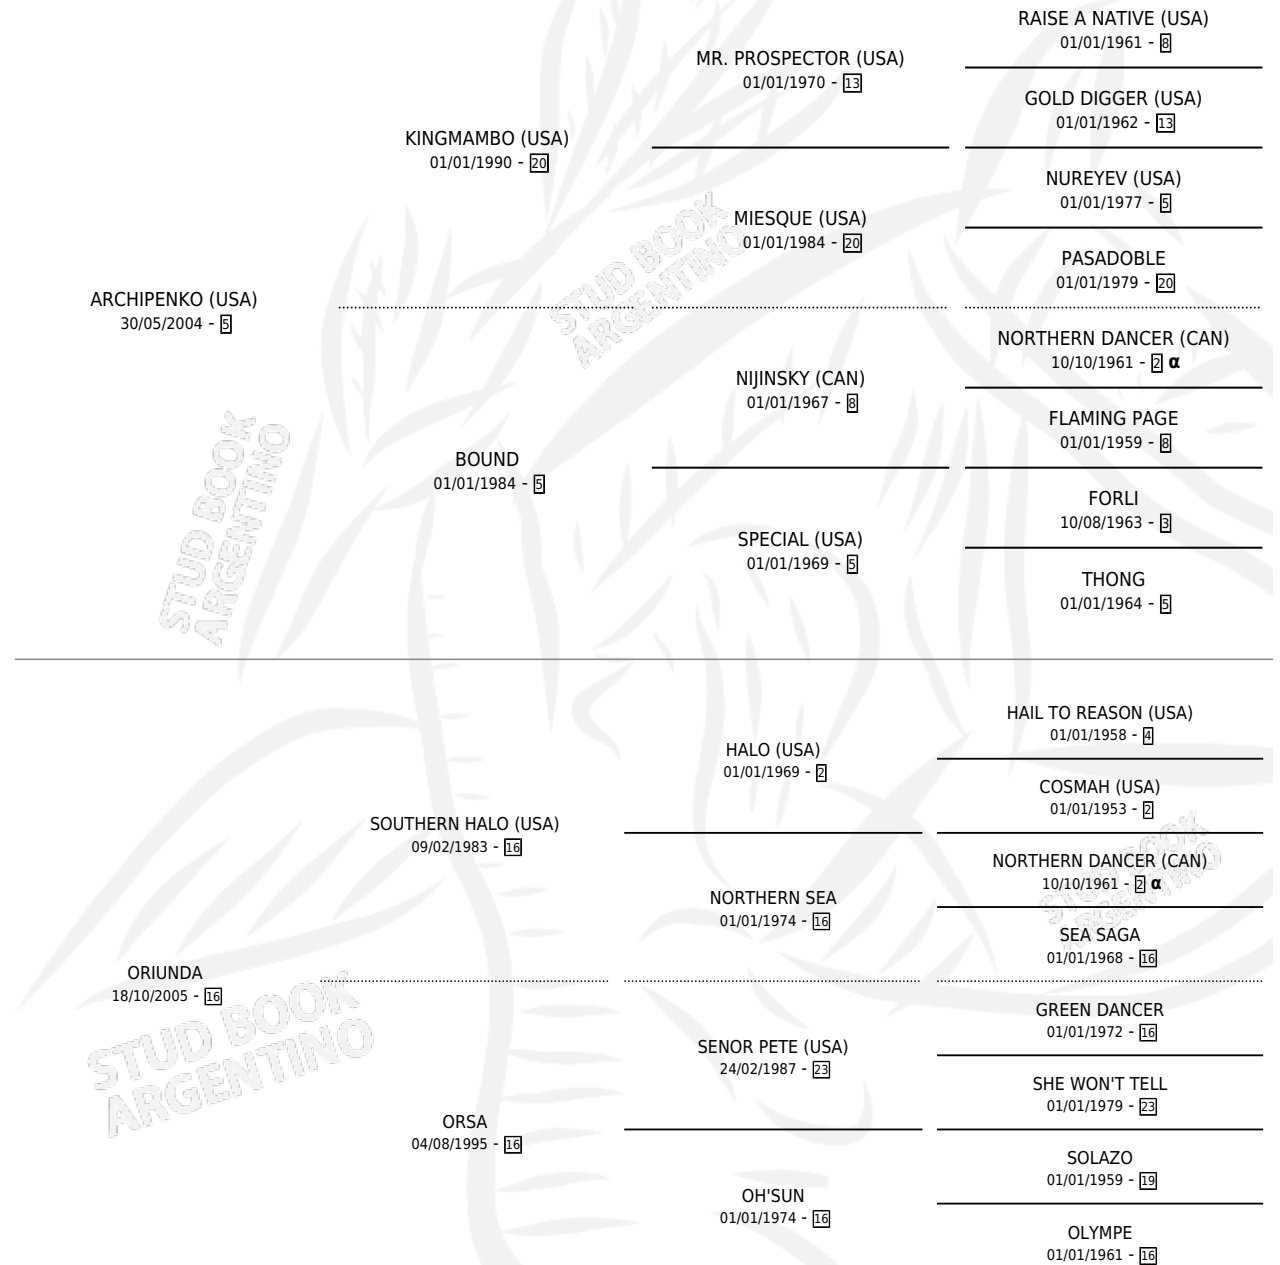 RAISE A NATIVE (USA)
01/01/1961 - 8
MR. PROSPECTOR (USA)
01/01/1970 - 13
GOLD DIGGER (USA)
01/01/1962 - 13
KINGMAMBO (USA)
01/01/1990 - 20
NUREYEV (USA)
01/01/1977 - 5
MIESQUE (USA)
01/01/1984 - 20
PASADOBLE
01/01/1979 - 20
ARCHIPENKO (USA)
30/05/2004 - 5
NORTHERN DANCER (CAN)
10/10/1961 - 2 α
NIJINSKY (CAN)
01/01/1967 - 8
FLAMING PAGE
01/01/1959 - 8
BOUND
01/01/1984 - 5
FORLI
10/08/1963 - 3
SPECIAL (USA)
01/01/1969 - 5
THONG
01/01/1964 - 5
HAIL TO REASON (USA)
01/01/1958 - 4
HALO (USA)
01/01/1969 - 2
COSMAH (USA)
01/01/1953 - 2
SOUTHERN HALO (USA)
09/02/1983 - 16
NORTHERN DANCER (CAN)
10/10/1961 - 2 α
NORTHERN SEA
01/01/1974 - 16
SEA SAGA
01/01/1968 - 16
ORIUNDA
18/10/2005 - 16
GREEN DANCER
01/01/1972 - 16
SENOR PETE (USA)
24/02/1987 - 23
SHE WON'T TELL
01/01/1979 - 23
ORSA
04/08/1995 - 16
SOLAZO
01/01/1959 - 19
OH'SUN
01/01/1974 - 16
OLYMPE
01/01/1961 - 16
STUD BOOK
ARGENTINO
STUD BOOK
ARGENTINO
STUD BOOK
ARGENTINO
STUD BOOK
ARGENTINO